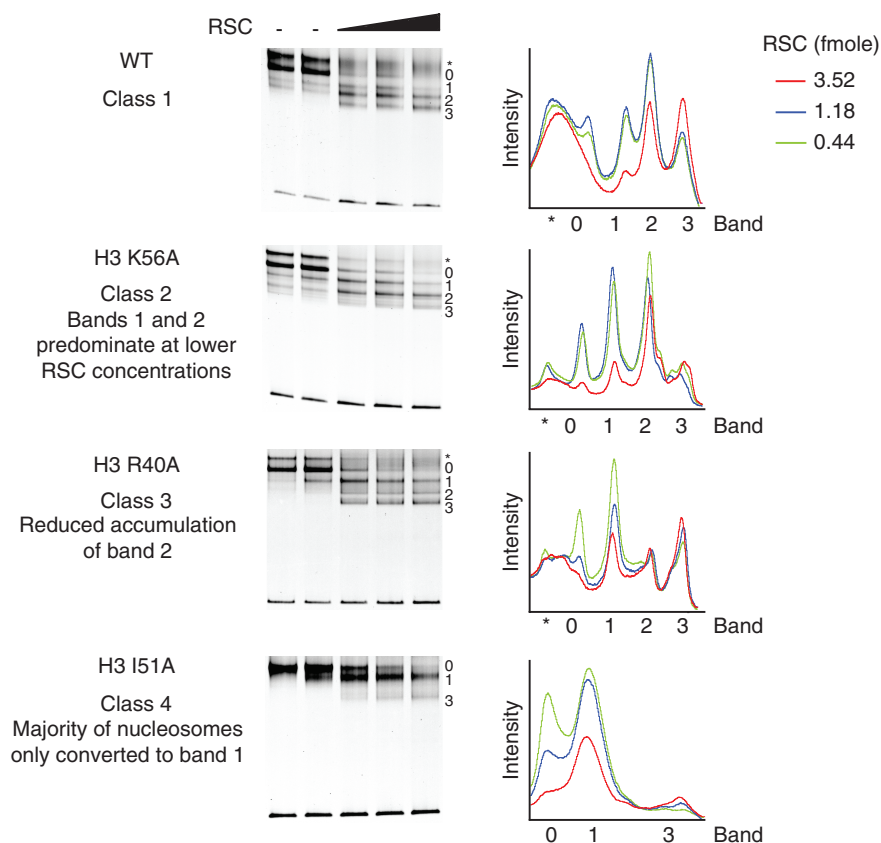 RSC - -
WT
Class 1
*
0
1
2
3
Intensity
* 0 1 2 3 Band
RSC (fmole)
3.52
1.18
0.44
H3 K56A
Class 2
Bands 1 and 2
predominate at lower
RSC concentrations
*
0
1
2
3
Intensity
* 0 1 2 3 Band
H3 R40A
Class 3
Reduced accumulation
of band 2
*
0
1
2
3
Intensity
* 0 1 2 3 Band
H3 I51A
Class 4
Majority of nucleosomes
only converted to band 1
0
1
3
Intensity
0 1 3 Band